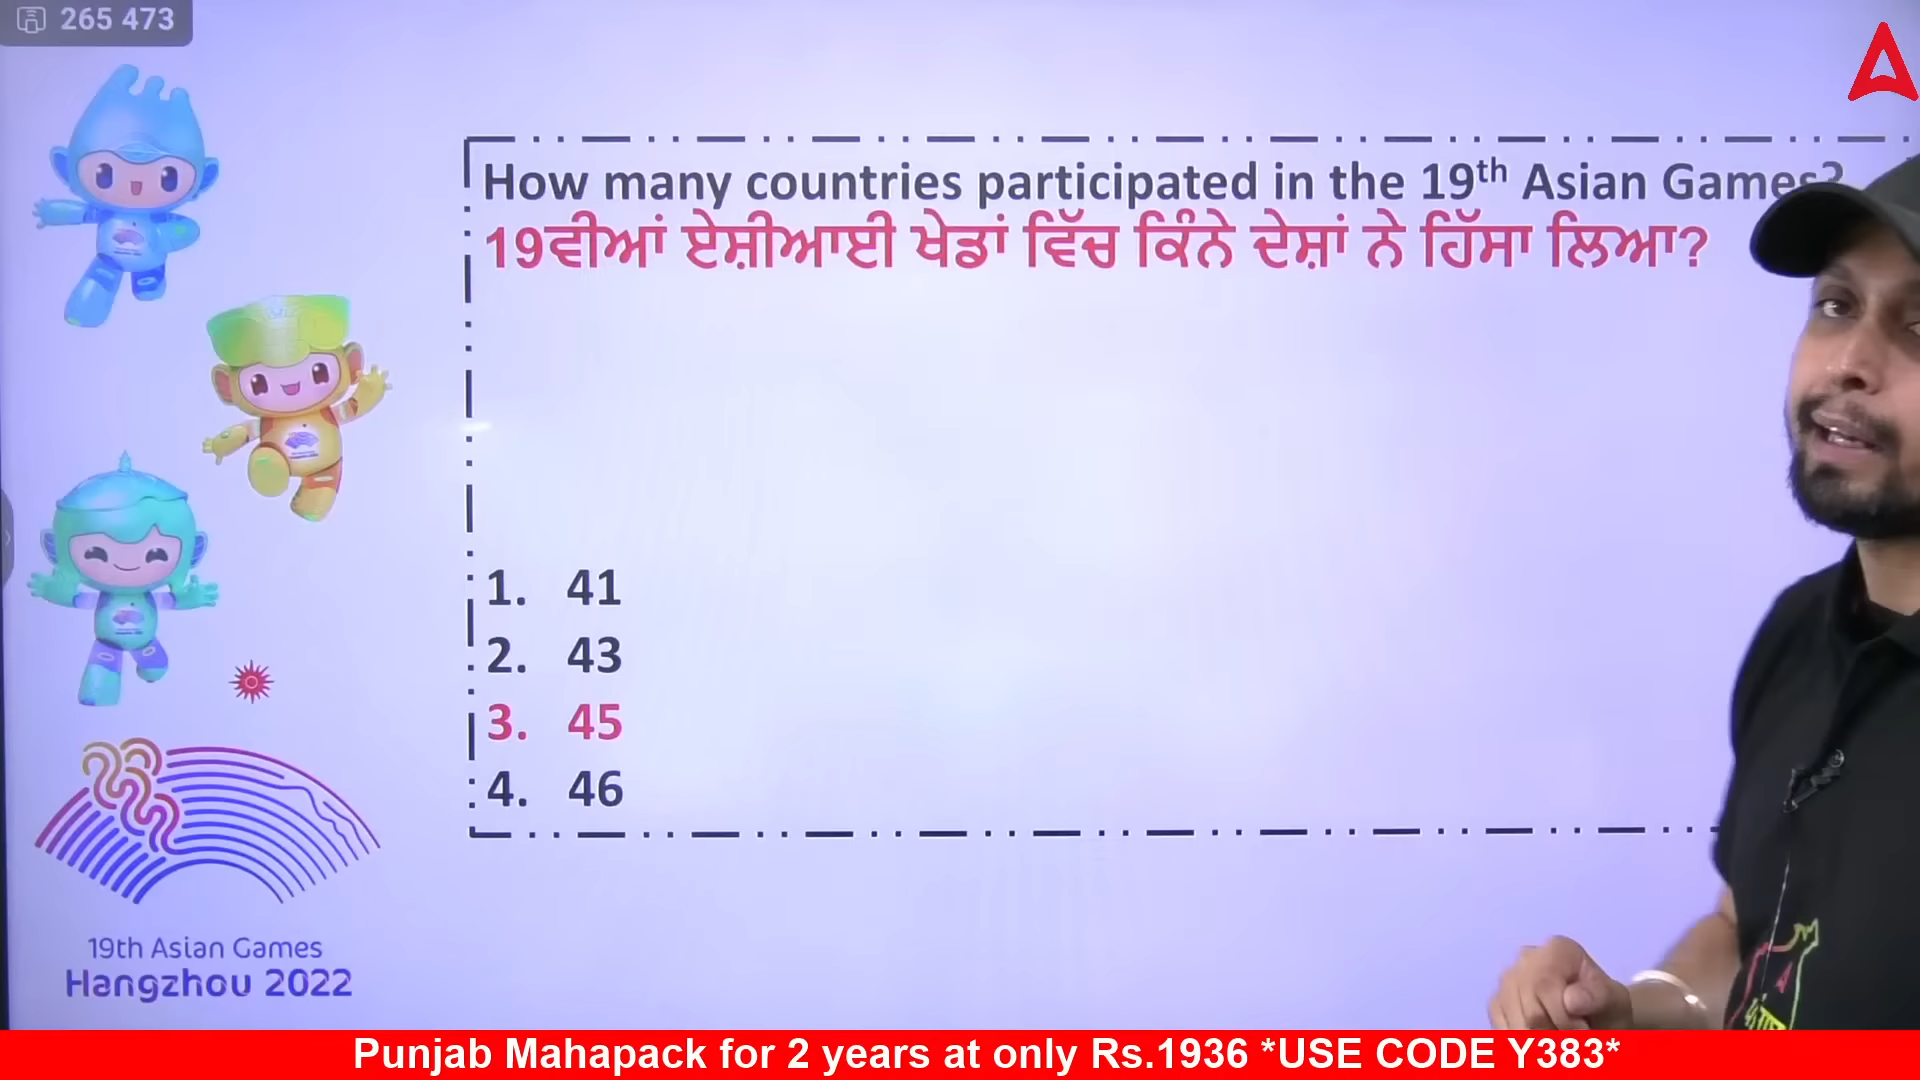 265 473
How many countries participated in the 19th Asian Games?
19ਵੀਆਂ ਏਸ਼ੀਆਈ ਖੇਡਾਂ ਵਿੱਚ ਕਿੰਨੇ ਦੇਸ਼ਾਂ ਨੇ ਹਿੱਸਾ ਲਿਆ?
1. 41
2. 43
3. 45
4. 46
19th Asian Games
Hangzhou 2022
Punjab Mahapack for 2 years at only Rs.1936 *USE CODE Y383*